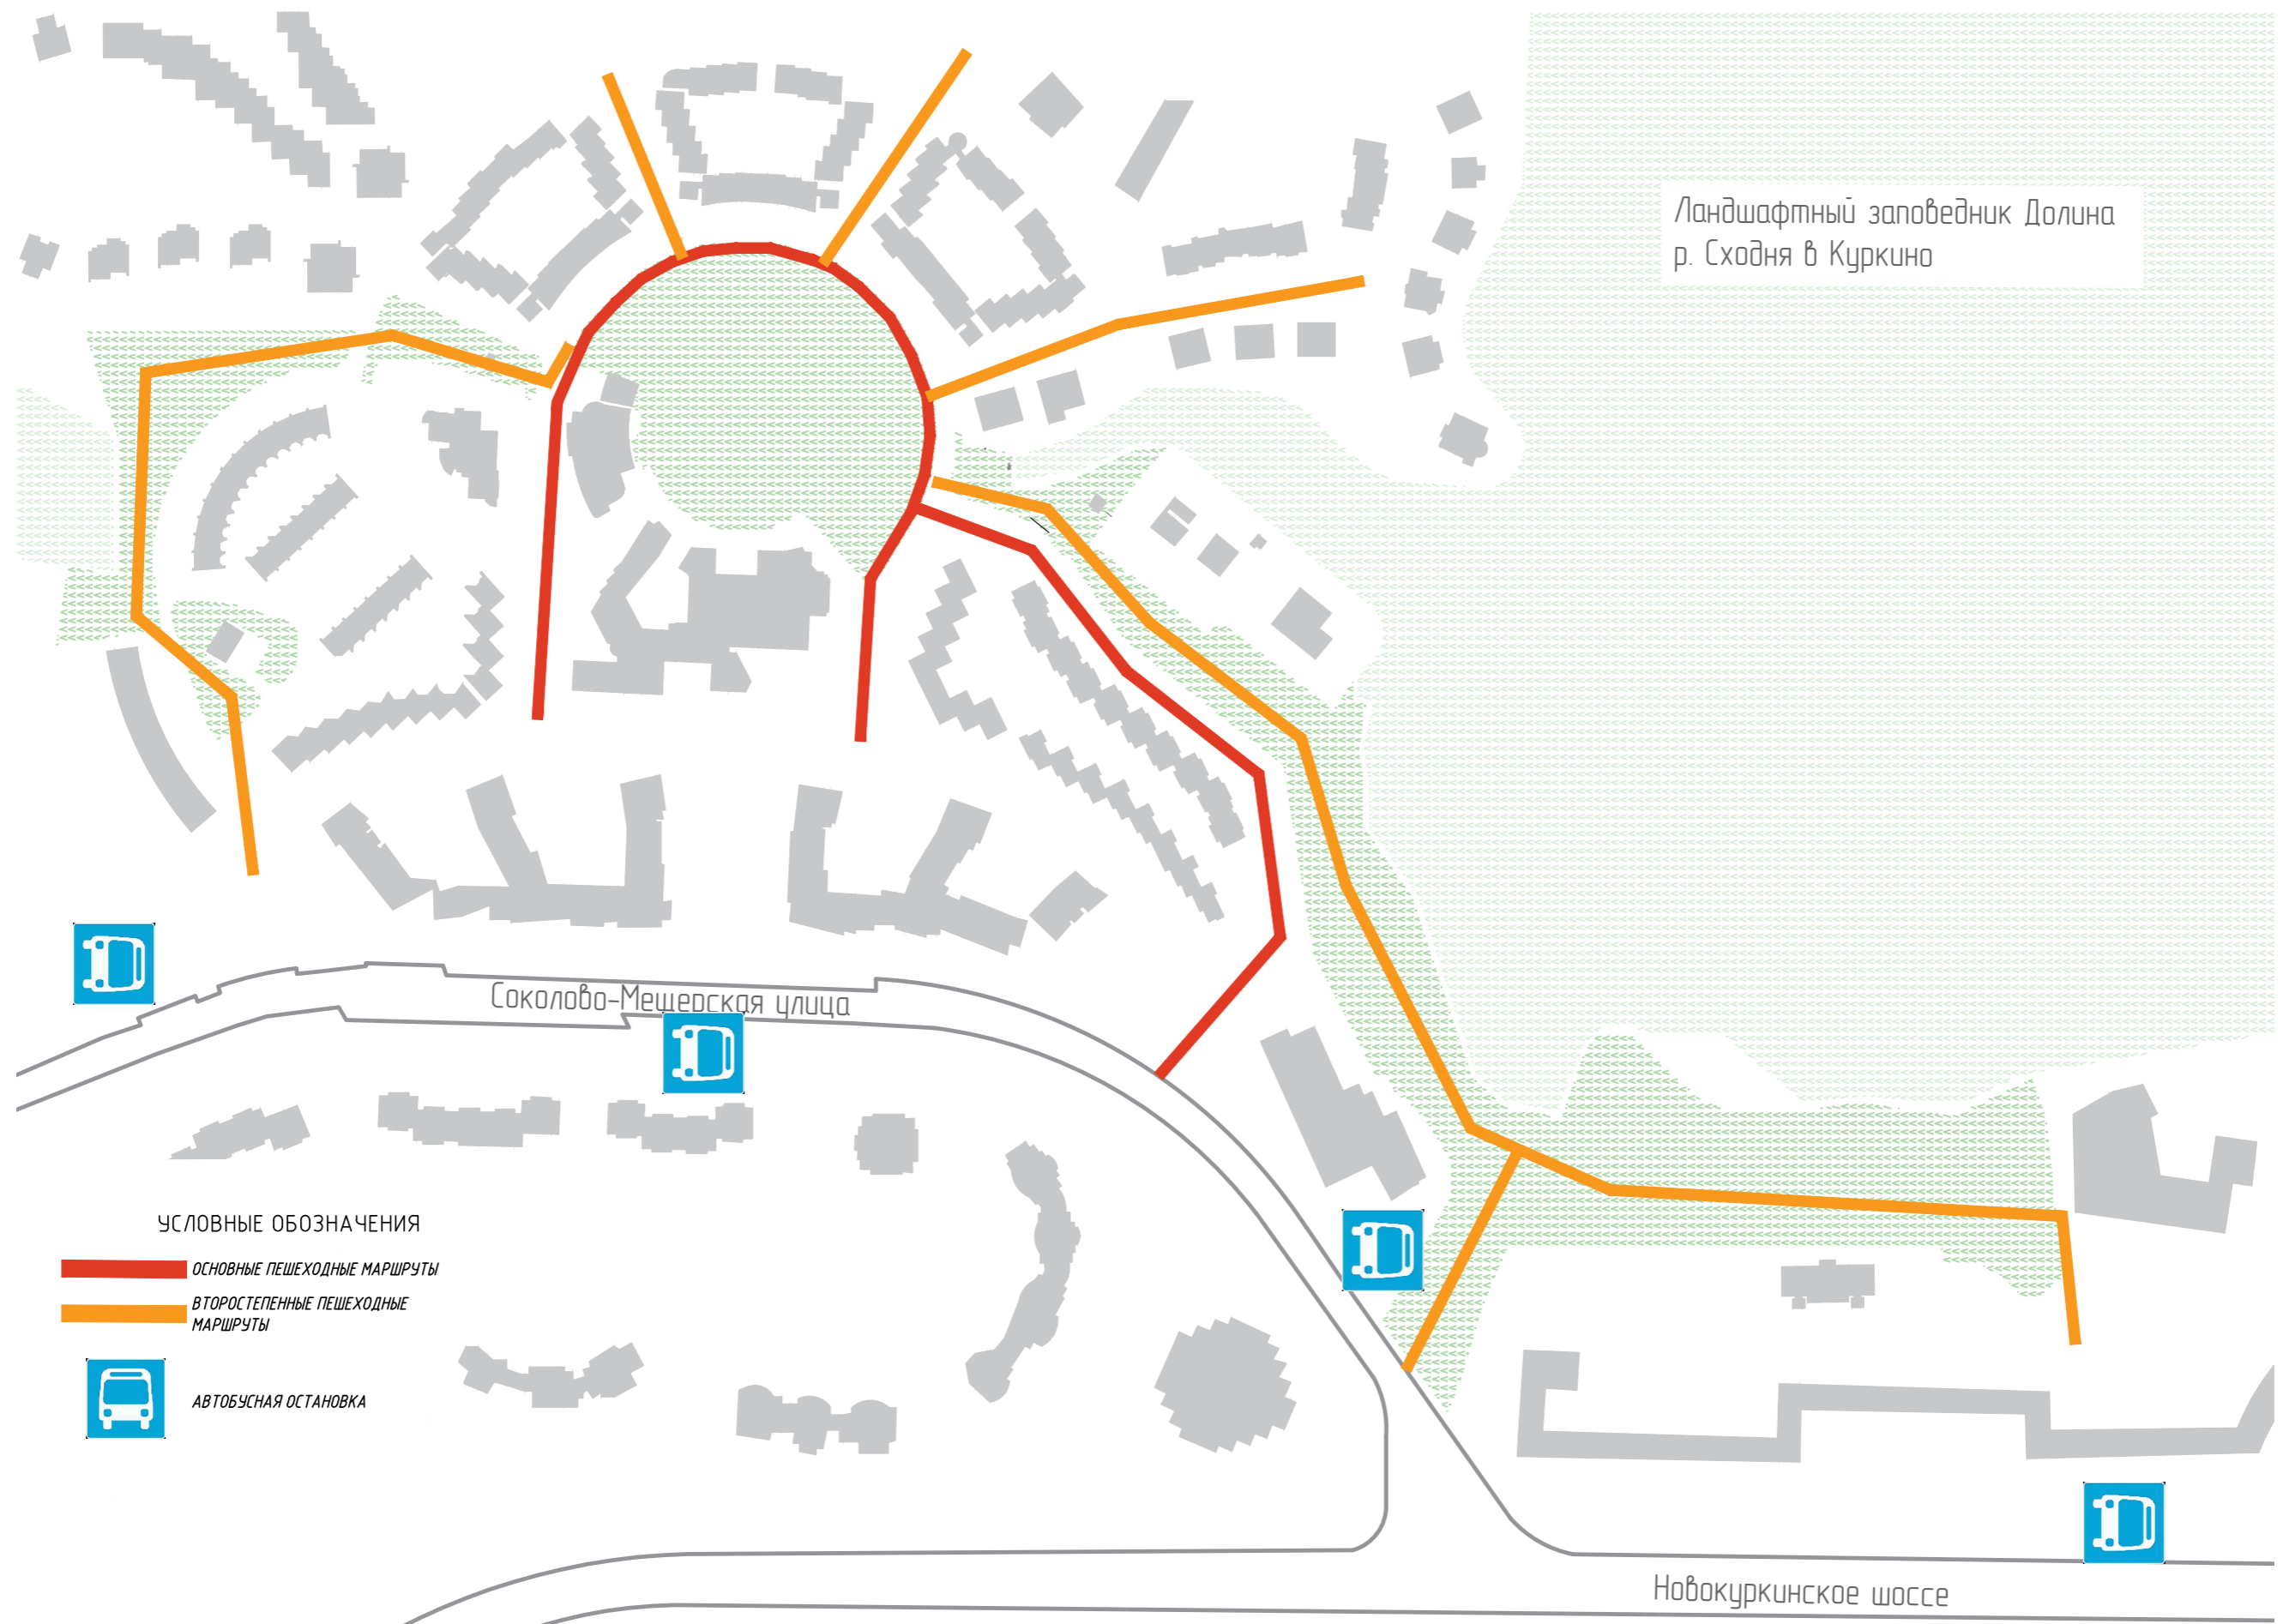 Ландшафтный заповедник Долина
р. Сходня в Куркино
Соколово-Мещерская улица
УСЛОВНЫЕ ОБОЗНАЧЕНИЯ
ОСНОВНЫЕ ПЕШЕХОДНЫЕ МАРШРУТЫ
ВТОРОСТЕПЕННЫЕ ПЕШЕХОДНЫЕ
МАРШРУТЫ
АВТОБУСНАЯ ОСТАНОВКА
Новокуркинское шоссе